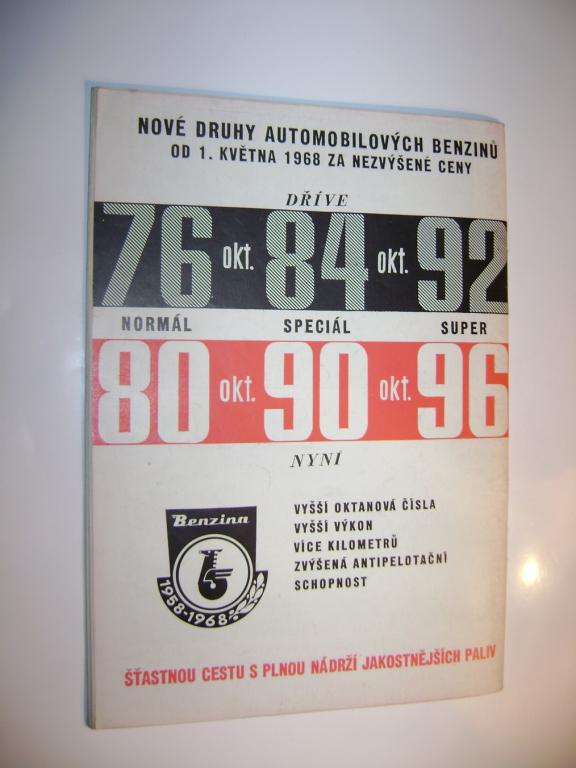 NOVÉ DRUHY AUTOMOBILOVÝCH BENZINŮ
OD 1. KVĚTNA 1968 ZA NEZVÝŠENÉ CENY
DŘÍVE
76 okt. 84 okt. 92
NORMÁL SPECIÁL SUPER
80 okt. 90 okt. 96
NYNÍ
Benzina
1958-1968
VYŠŠÍ OKTANOVÁ ČÍSLA
VYŠŠÍ VÝKON
VÍCE KILOMETRŮ
ZVÝŠENÁ ANTIPELOTAČNÍ
SCHOPNOST
ŠŤASTNOU CESTU S PLNOU NÁDRŽÍ JAKOSTNĚJŠÍCH PALIV